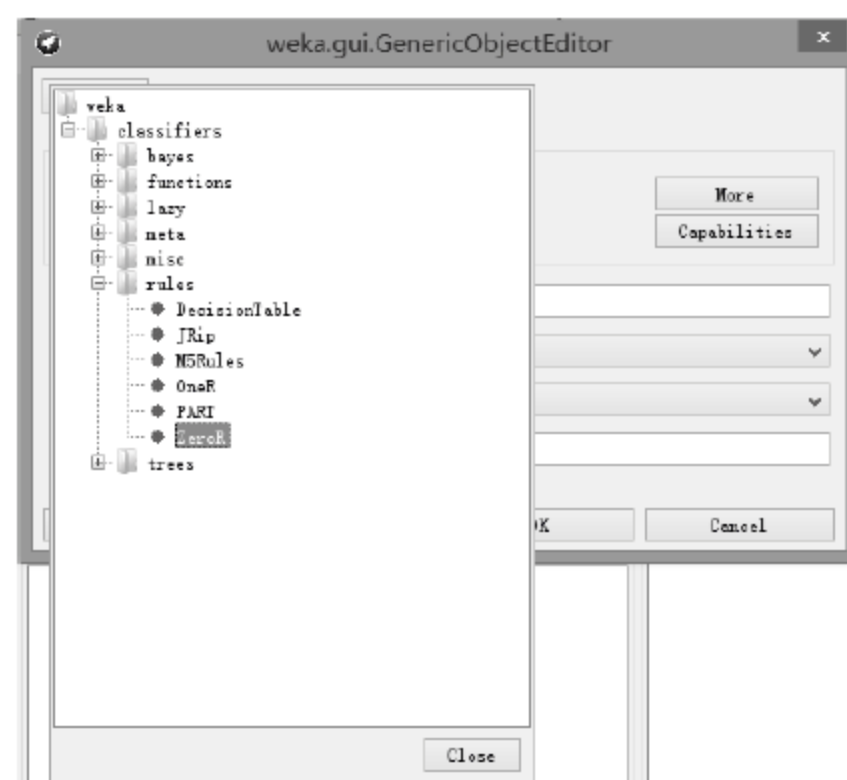 weka.gui.GenericObjectEditor
×
weka
classifiers
bayes
functions
lazy
meta
misc
rules
DecisionTable
JRip
M5Rules
OneR
PART
ZeroR
trees
More
Capabilities
Cancel
Close